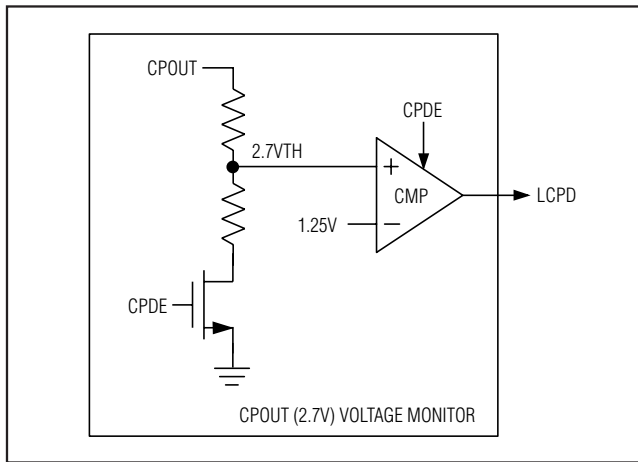 CPOUT
CPDE
2.7VTH
+
CMP
LCPD
1.25V
−
CPDE
CPOUT (2.7V) VOLTAGE MONITOR